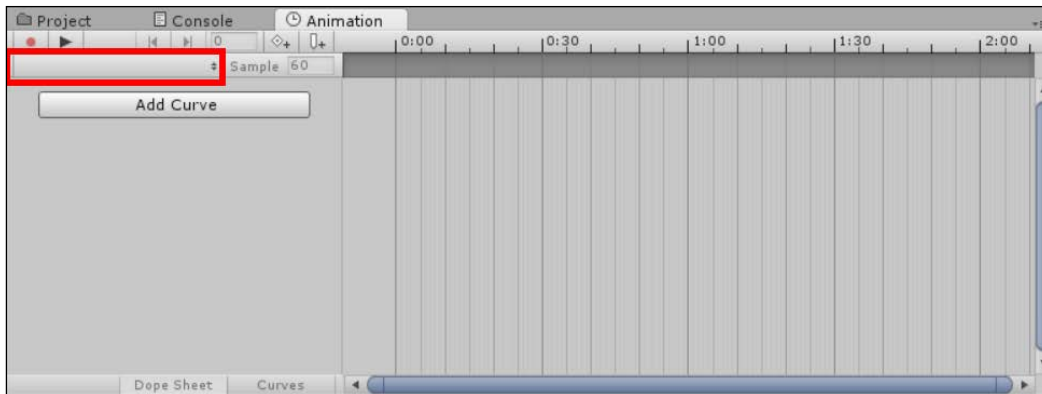 Project Console Animation
0 0:00 0:30 1:00 1:30 2:00
Sample 60
Add Curve
Dope Sheet Curves